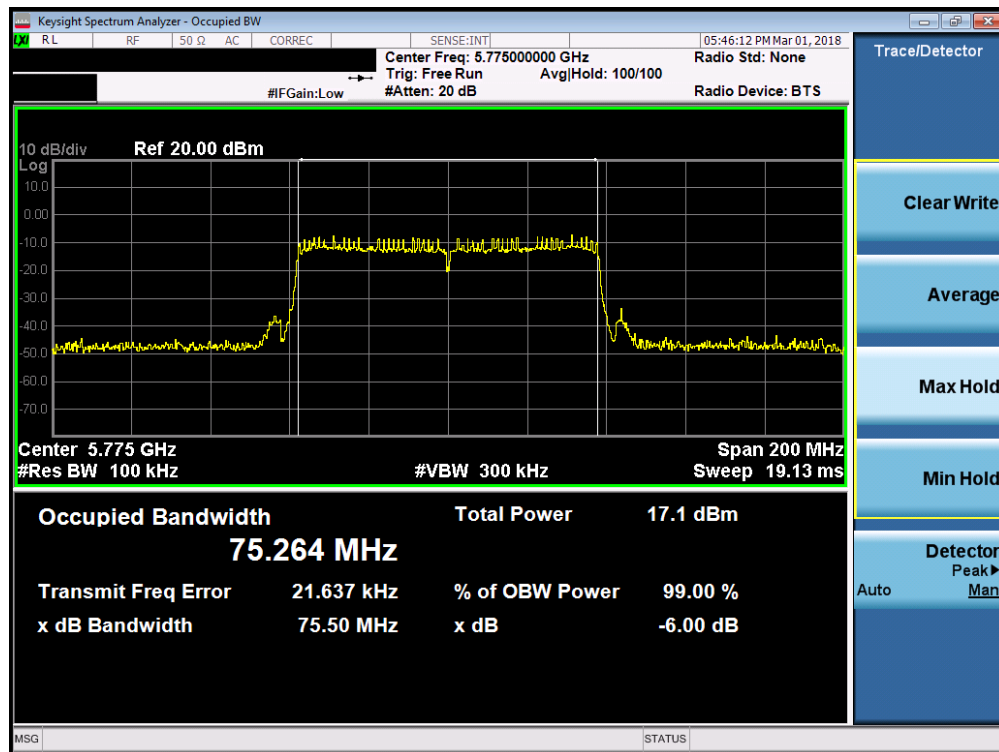 Keysight Spectrum Analyzer - Occupied BW
LXI RL RF 50 Ω AC CORREC SENSE:INT 05:46:12 PM Mar 01, 2018
Center Freq: 5.775000000 GHz Radio Std: None
Trig: Free Run Avg|Hold: 100/100
#IFGain:Low #Atten: 20 dB Radio Device: BTS
10 dB/div Ref 20.00 dBm
Log
10.0
0.00
-10.0
-20.0
-30.0
-40.0
-50.0
-60.0
-70.0
Center 5.775 GHz Span 200 MHz
#Res BW 100 kHz #VBW 300 kHz Sweep 19.13 ms
Occupied Bandwidth Total Power 17.1 dBm
75.264 MHz
Transmit Freq Error 21.637 kHz % of OBW Power 99.00 %
x dB Bandwidth 75.50 MHz x dB -6.00 dB
MSG STATUS
Trace/Detector
Clear Write
Average
Max Hold
Min Hold
Detector
Peak▶
Auto Man